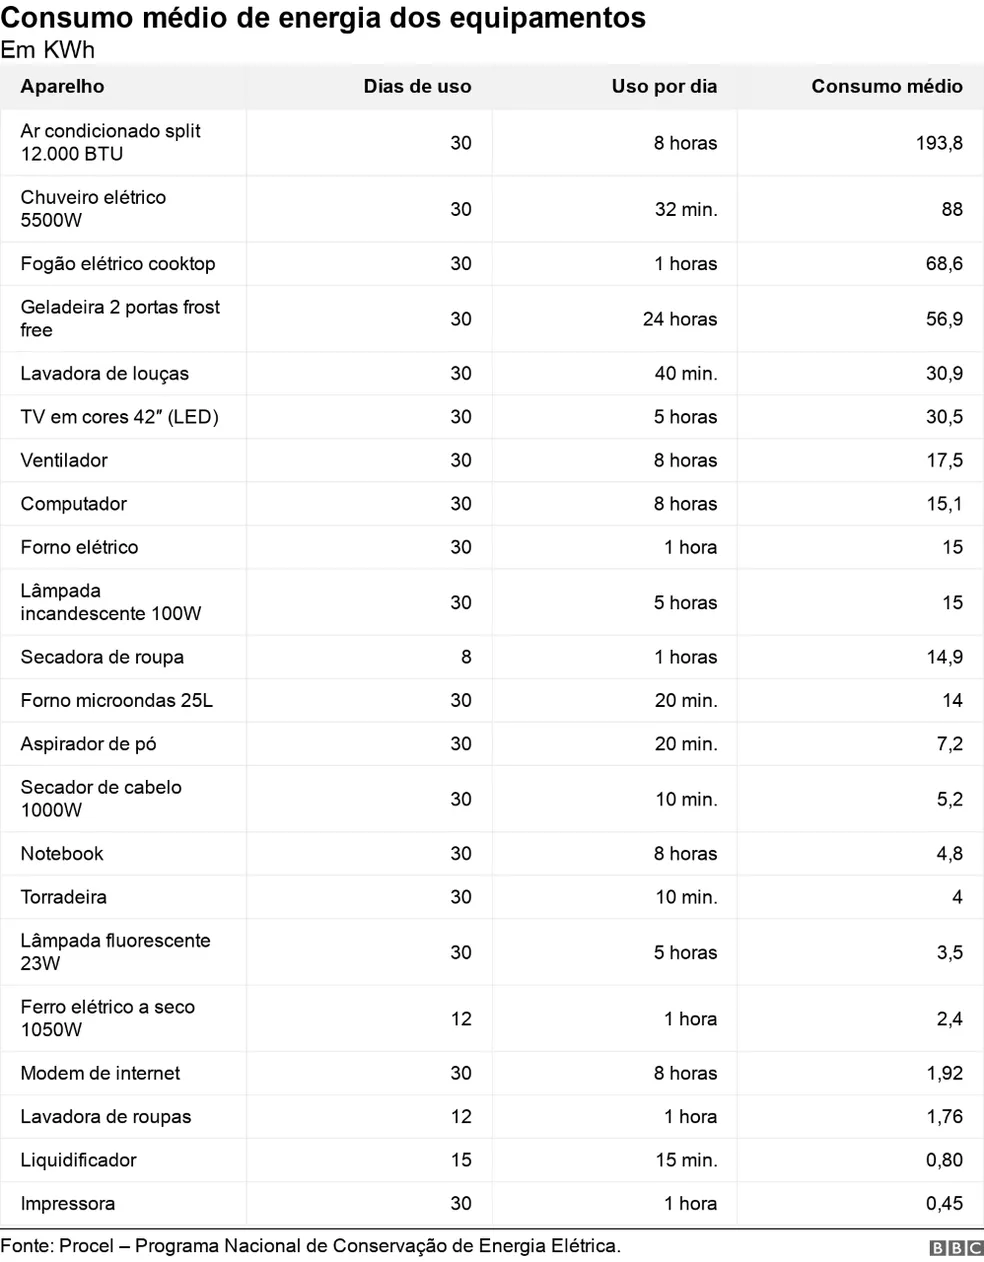 Consumo médio de energia dos equipamentos
Em KWh
Aparelho Dias de uso Uso por dia Consumo médio
Ar condicionado split
12.000 BTU 30 8 horas 193,8
Chuveiro elétrico
5500W 30 32 min. 88
Fogão elétrico cooktop 30 1 horas 68,6
Geladeira 2 portas frost
free 30 24 horas 56,9
Lavadora de louças 30 40 min. 30,9
TV em cores 42″ (LED) 30 5 horas 30,5
Ventilador 30 8 horas 17,5
Computador 30 8 horas 15,1
Forno elétrico 30 1 hora 15
Lâmpada
incandescente 100W 30 5 horas 15
Secadora de roupa 8 1 horas 14,9
Forno microondas 25L 30 20 min. 14
Aspirador de pó 30 20 min. 7,2
Secador de cabelo
1000W 30 10 min. 5,2
Notebook 30 8 horas 4,8
Torradeira 30 10 min. 4
Lâmpada fluorescente
23W 30 5 horas 3,5
Ferro elétrico a seco
1050W 12 1 hora 2,4
Modem de internet 30 8 horas 1,92
Lavadora de roupas 12 1 hora 1,76
Liquidificador 15 15 min. 0,80
Impressora 30 1 hora 0,45
Fonte: Procel – Programa Nacional de Conservação de Energia Elétrica.
BBC